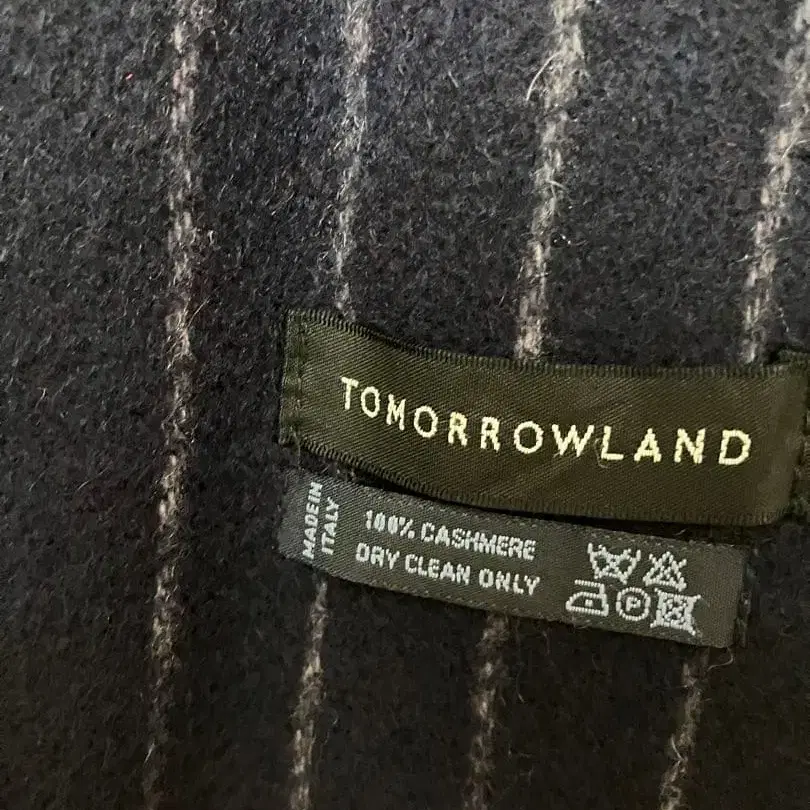 TOMORROWLAND
MADE IN
ITALY
100% CASHMERE
DRY CLEAN ONLY
P